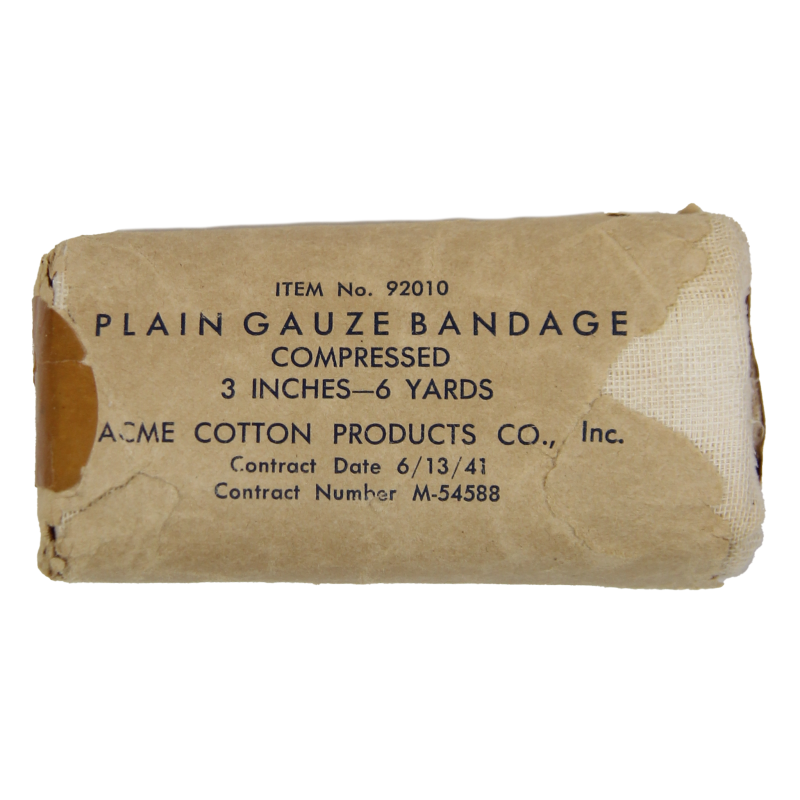 ITEM No. 92010
PLAIN GAUZE BANDAGE
COMPRESSED
3 INCHES—6 YARDS
ACME COTTON PRODUCTS CO., Inc.
Contract Date 6/13/41
Contract Number M-54588